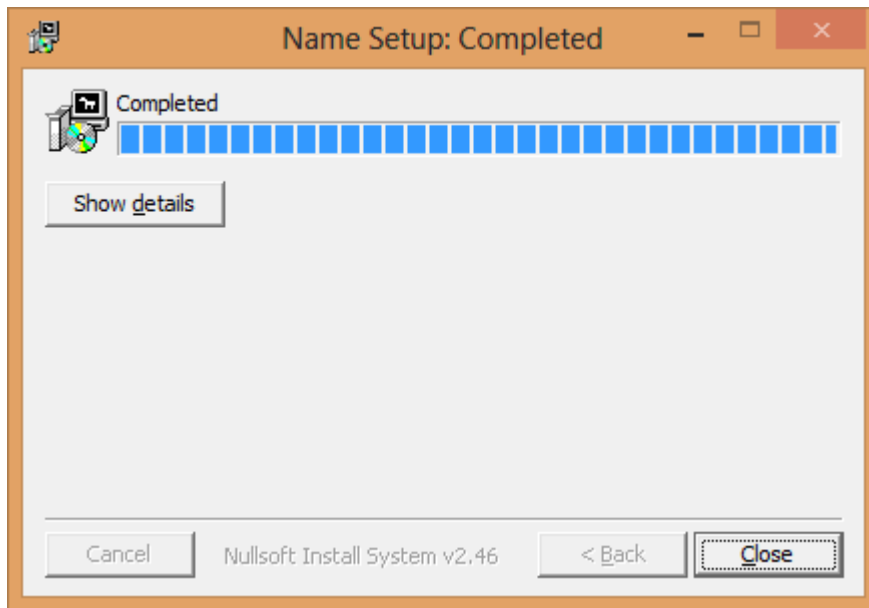 Name Setup: Completed
Completed
Show details
Cancel Nullsoft Install System v2.46 < Back Close